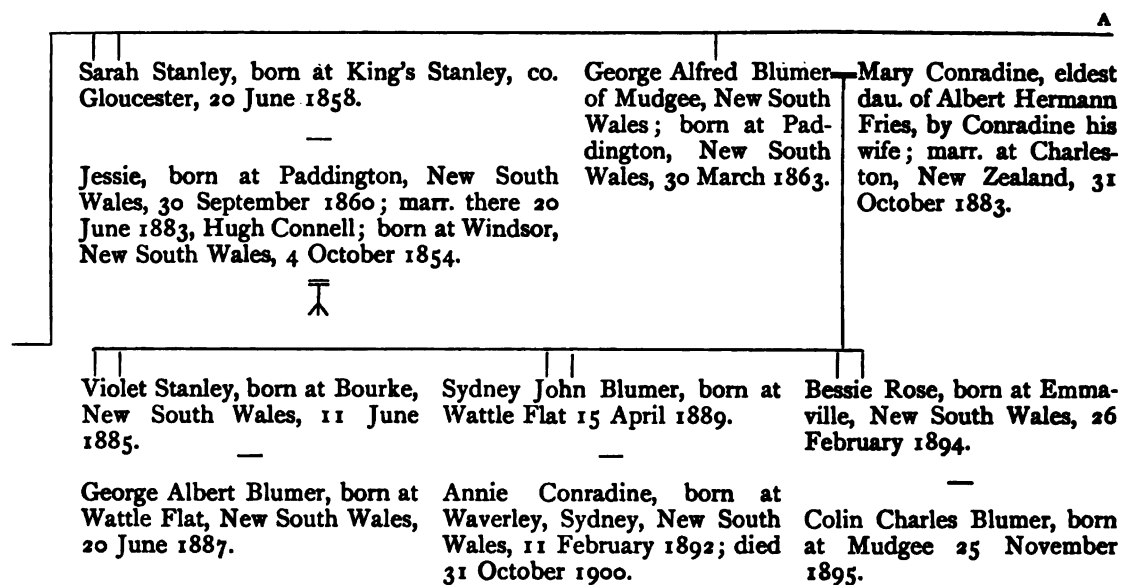 A
Sarah Stanley, born at King's Stanley, co.
Gloucester, 20 June 1858.
Jessie, born at Paddington, New South
Wales, 30 September 1860; marr. there 20
June 1883, Hugh Connell; born at Windsor,
New South Wales, 4 October 1854.
George Alfred Blumer
of Mudgee, New South
Wales; born at Pad-
dington, New South
Wales, 30 March 1863.
Mary Conradine, eldest
dau. of Albert Hermann
Fries, by Conradine his
wife; marr. at Charles-
ton, New Zealand, 31
October 1883.
Violet Stanley, born at Bourke,
New South Wales, 11 June
1885.
George Albert Blumer, born at
Wattle Flat, New South Wales,
20 June 1887.
Sydney John Blumer, born at
Wattle Flat 15 April 1889.
Annie Conradine, born at
Waverley, Sydney, New South
Wales, 11 February 1892; died
31 October 1900.
Bessie Rose, born at Emma-
ville, New South Wales, 26
February 1894.
Colin Charles Blumer, born
at Mudgee 25 November
1895.